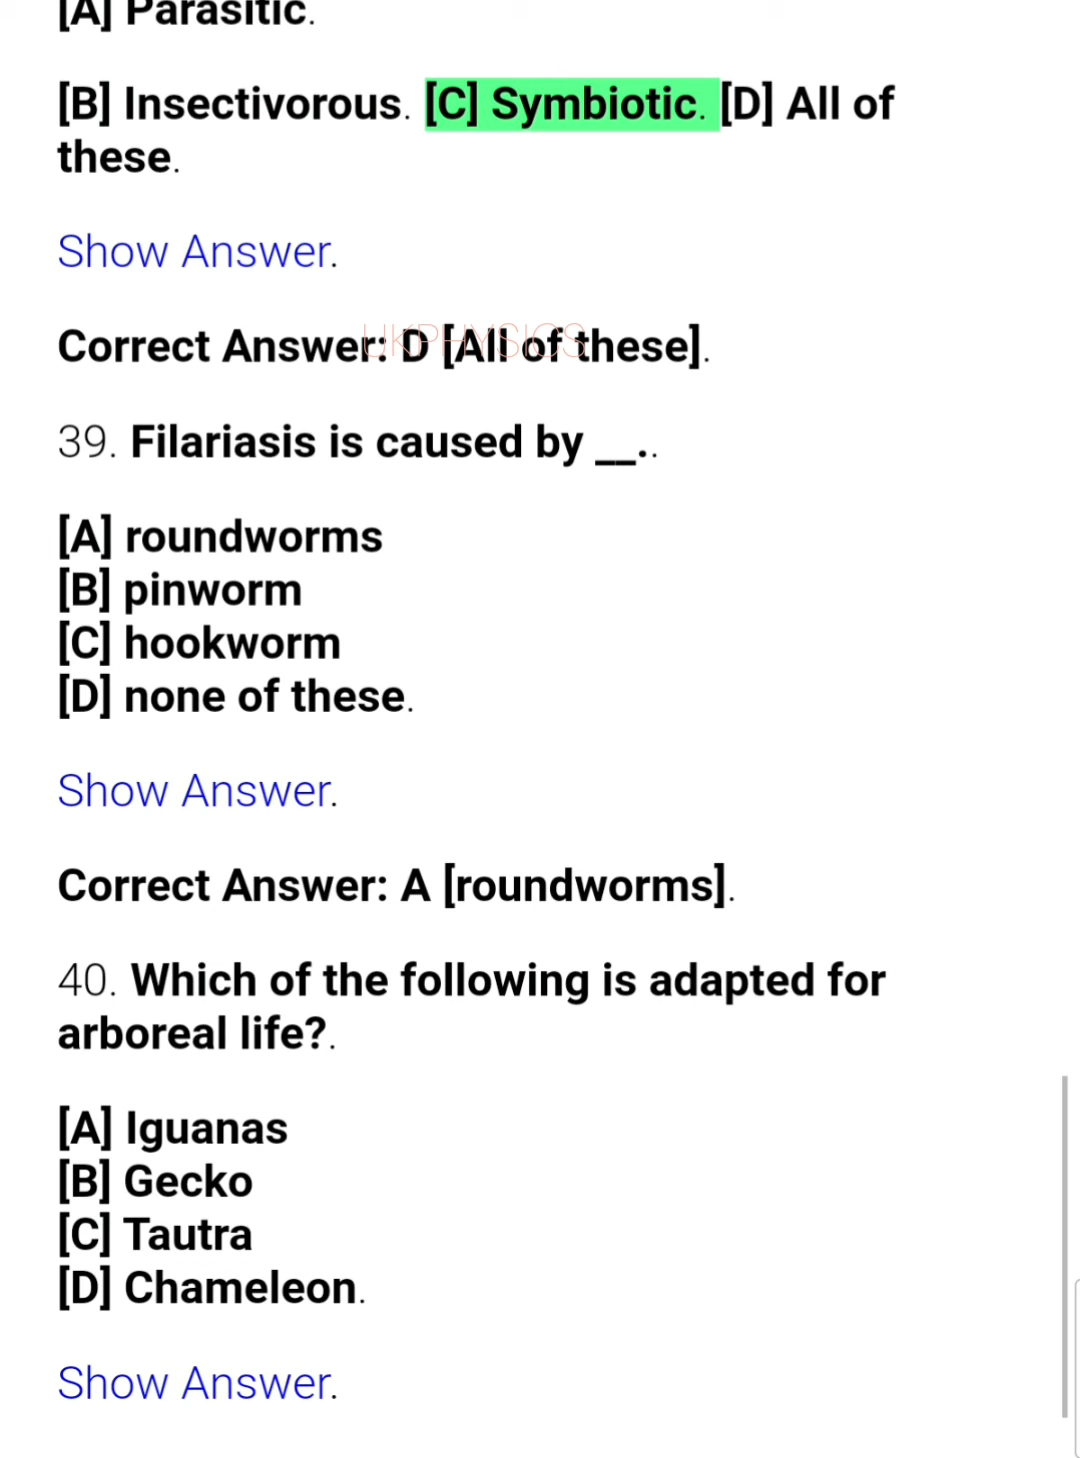 [A] Parasitic.
[B] Insectivorous. [C] Symbiotic. [D] All of
these.
Show Answer.
Correct Answer: D [All of these].
UKPHYSICS
39. Filariasis is caused by __..
[A] roundworms
[B] pinworm
[C] hookworm
[D] none of these.
Show Answer.
Correct Answer: A [roundworms].
40. Which of the following is adapted for
arboreal life?.
[A] Iguanas
[B] Gecko
[C] Tautra
[D] Chameleon.
Show Answer.